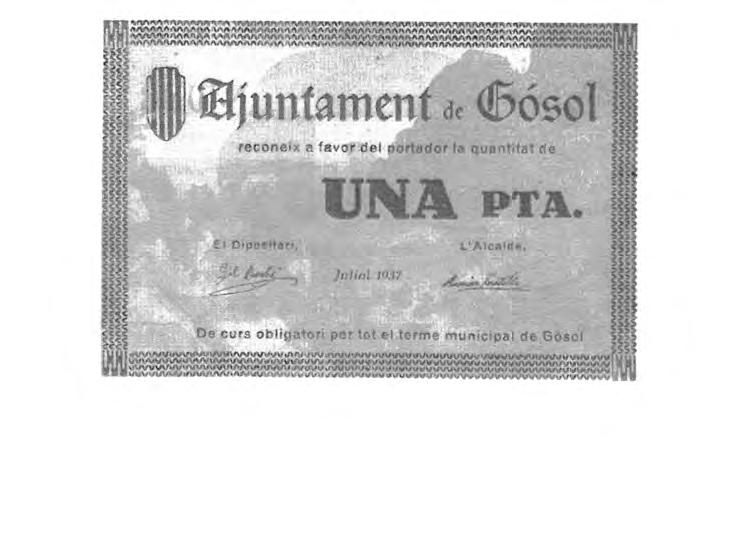 Ajuntament de Gósol
reconeix a favor del portador la quantitat de
UNA PTA.
El Dipositari,
L'Alcalde,
Juliol 1937
De curs obligatori per tot el terme municipal de Gósol